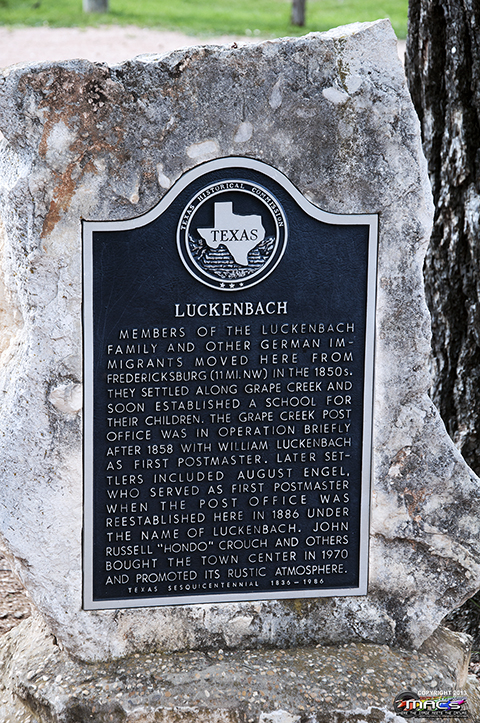 TEXAS HISTORICAL COMMISSION
TEXAS
LUCKENBACH
MEMBERS OF THE LUCKENBACH
FAMILY AND OTHER GERMAN IM-
MIGRANTS MOVED HERE FROM
FREDERICKSBURG (11 MI. NW) IN THE 1850s.
THEY SETTLED ALONG GRAPE CREEK AND
SOON ESTABLISHED A SCHOOL FOR
THEIR CHILDREN. THE GRAPE CREEK POST
OFFICE WAS IN OPERATION BRIEFLY
AFTER 1858 WITH WILLIAM LUCKENBACH
AS FIRST POSTMASTER. LATER SET-
TLERS INCLUDED AUGUST ENGEL,
WHO SERVED AS FIRST POSTMASTER
WHEN THE POST OFFICE WAS
REESTABLISHED HERE IN 1886 UNDER
THE NAME OF LUCKENBACH. JOHN
RUSSELL "HONDO" CROUCH AND OTHERS
BOUGHT THE TOWN CENTER IN 1970
AND PROMOTED ITS RUSTIC ATMOSPHERE.
TEXAS SESQUICENTENNIAL 1836-1986
COPYRIGHT 2013